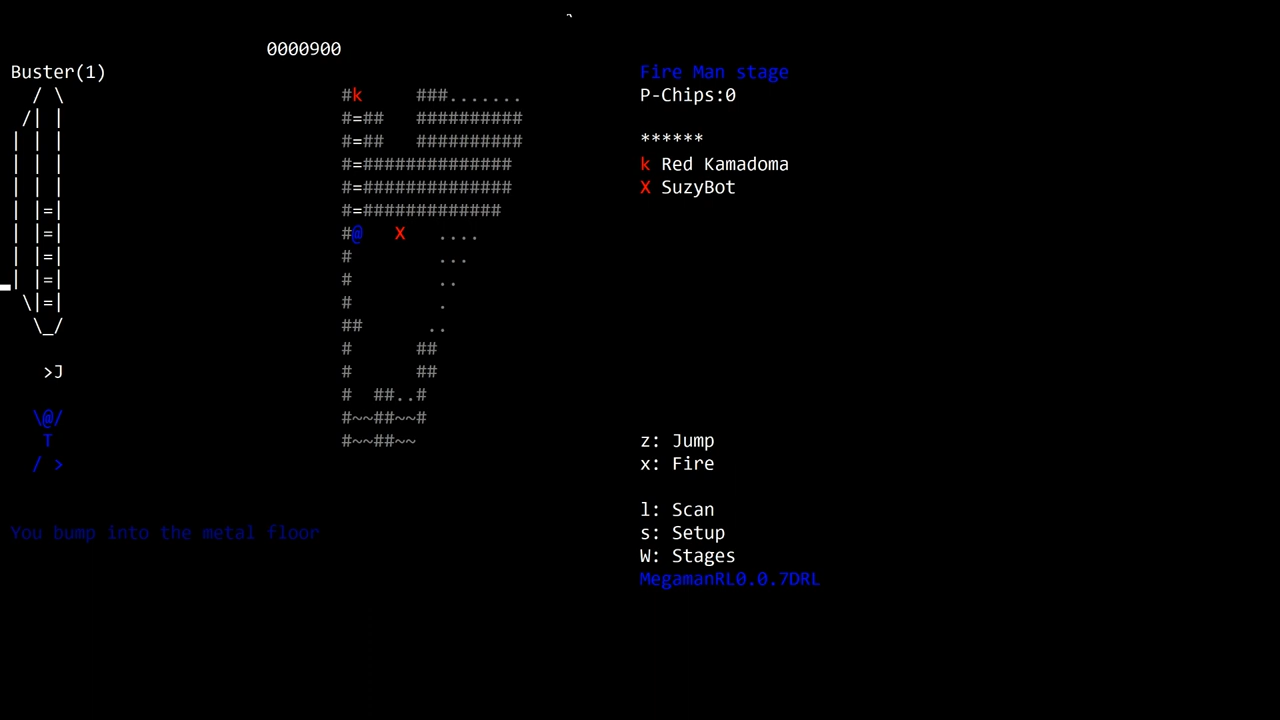 0000900
Buster(1)                                                   Fire Man stage
  / \                          #k     ###.......           P-Chips:0
 /| |                          #=##   ##########
| | |                          #=##   ##########           ******
| | |                          #=##############            k Red Kamadoma
| | |                          #=##############            X SuzyBot
| |=|                          #=#############
| |=|                          #@   X   ....
| |=|                          #        ...
| |=|                          #        ..
 \|=|                          #        .
  \_/                          ##      ..
                               #      ##
   >J                          #      ##
                               #  ##..#
  \@/                          #~~##~~#
   T                           #~~##~~                     z: Jump
  / >                                                      x: Fire
l: Scan
You bump into the metal floor                              s: Setup
W: Stages
MegamanRL0.0.7DRL